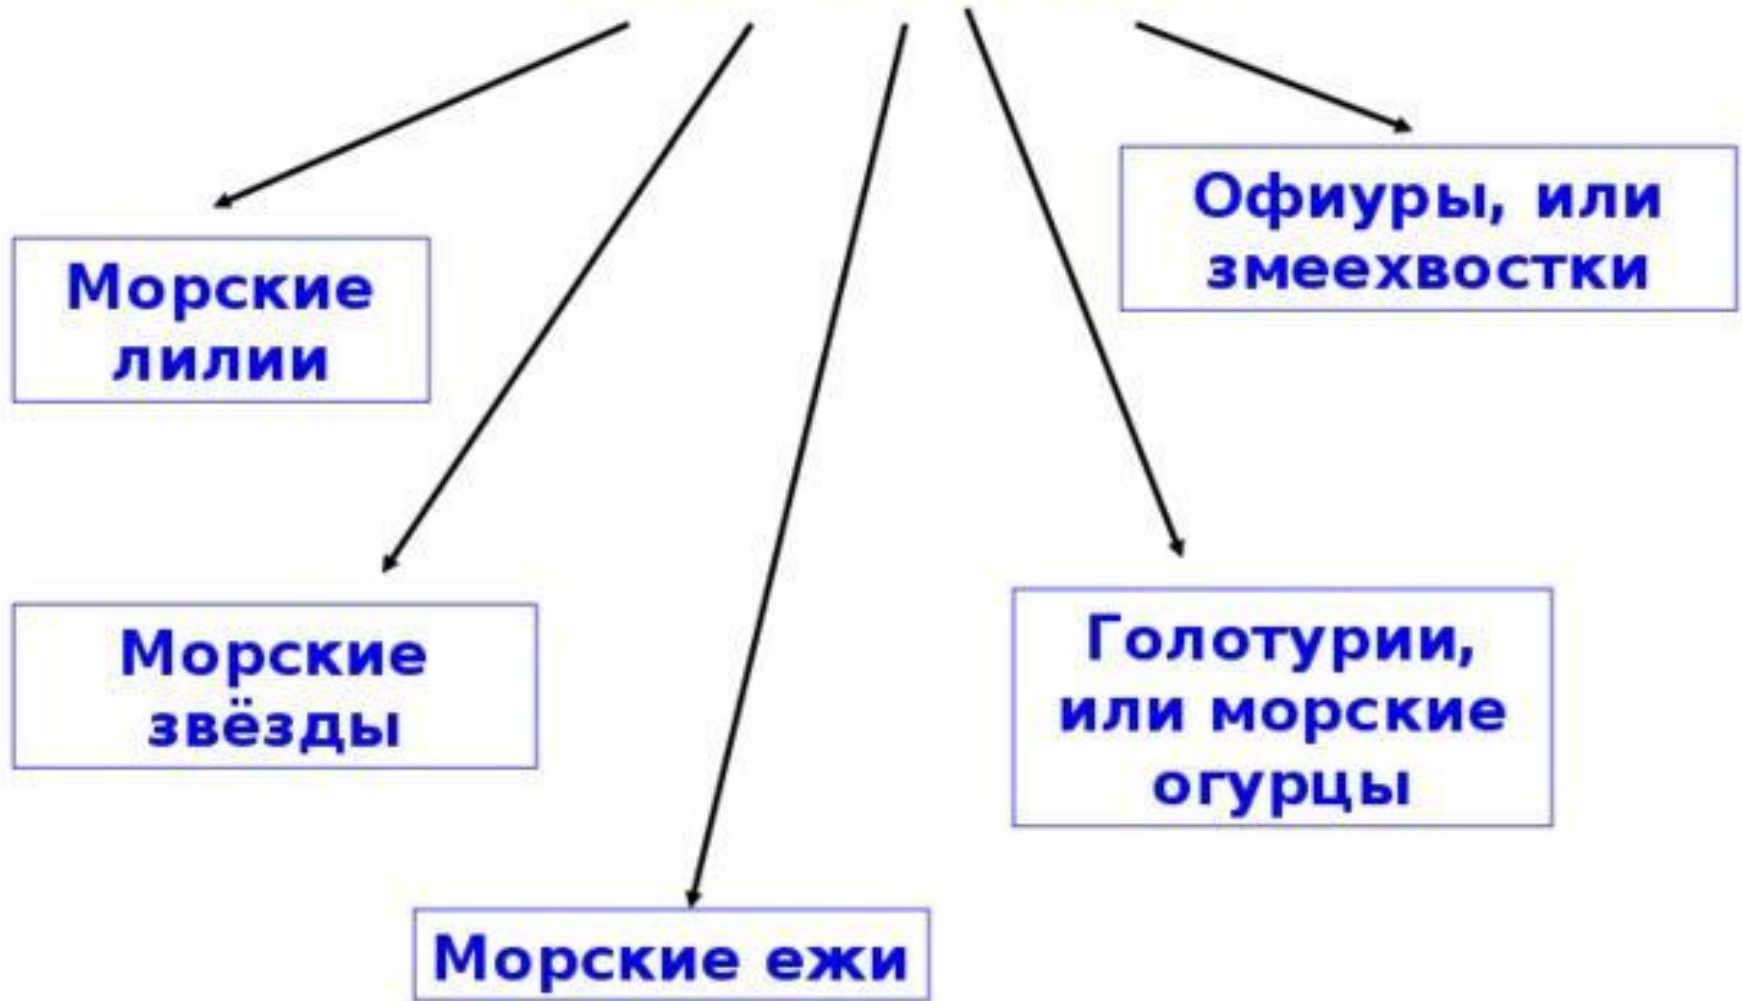 Морские
лилии
Офиуры, или
змеехвостки
Морские
звёзды
Голотурии,
или морские
огурцы
Морские ежи